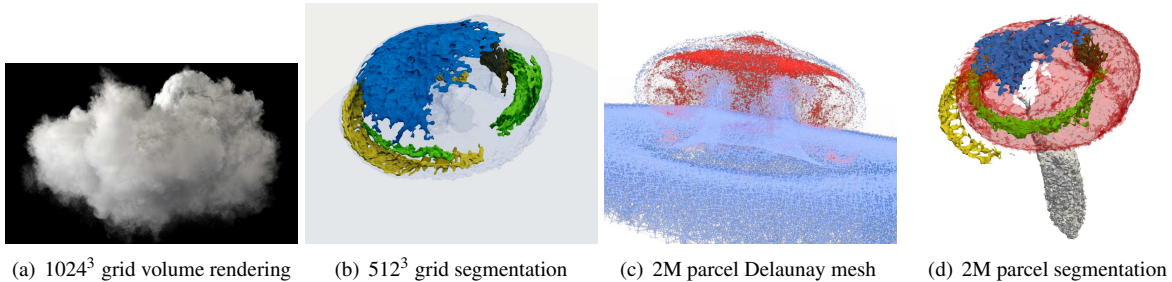 (a) 1024³ grid volume rendering
(b) 512³ grid segmentation
(c) 2M parcel Delaunay mesh
(d) 2M parcel segmentation